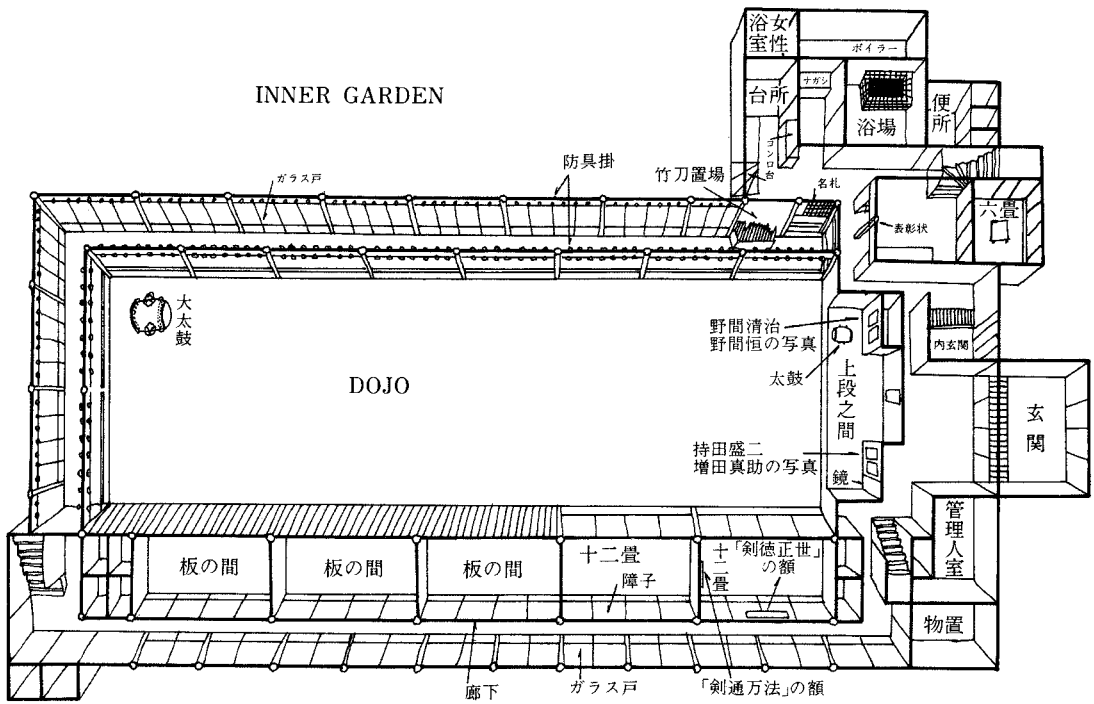 浴室
女性
ボイラー
INNER GARDEN
台所
ナガシ
浴場
便所
コンロ台
防具掛
ガラス戸
竹刀置場
名札
表彰状
六畳
大太鼓
野間清治
野間恒の写真
太鼓
内玄関
DOJO
上段之間
玄関
持田盛二
増田真助の写真
鏡
管理人室
板の間
板の間
板の間
十二畳
障子
十二畳
「剣徳正世」
の額
物置
廊下
ガラス戸
「剣通万法」の額